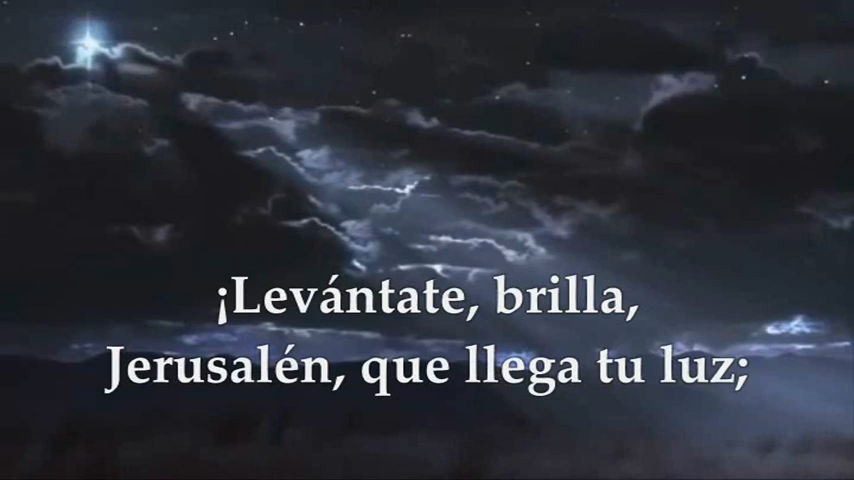 ¡Levántate, brilla,
Jerusalén, que llega tu luz;